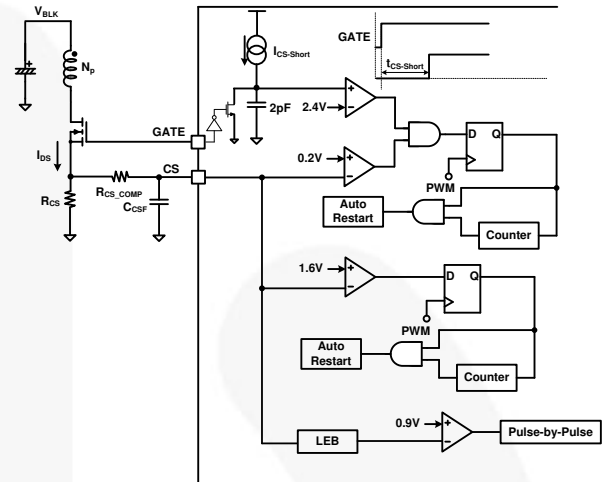 VBLK
NP
GATE
IDS
CS
RCS_COMP
CCSF
RCS
ICS-Short
2pF
GATE
tCS-Short
2.4V
0.2V
D Q
PWM
Auto
Restart
Counter
1.6V
D Q
PWM
Auto
Restart
Counter
0.9V
LEB
Pulse-by-Pulse